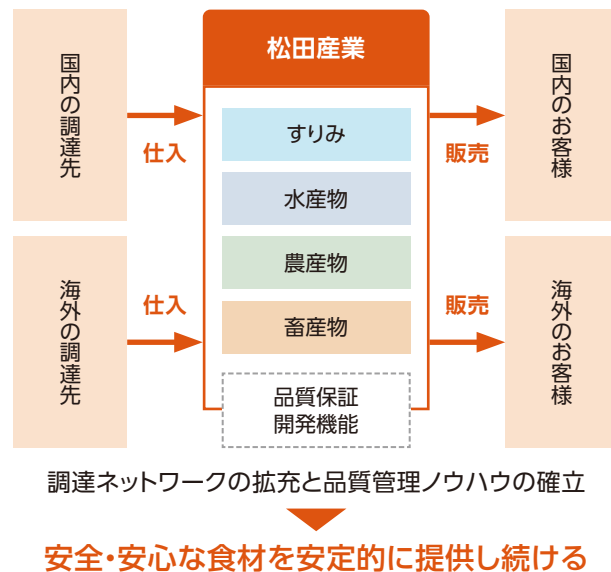 国内の調達先
仕入
松田産業
すりみ
水産物
農産物
畜産物
品質保証
開発機能
販売
国内のお客様
海外の調達先
仕入
販売
海外のお客様
調達ネットワークの拡充と品質管理ノウハウの確立
安全・安心な食材を安定的に提供し続ける